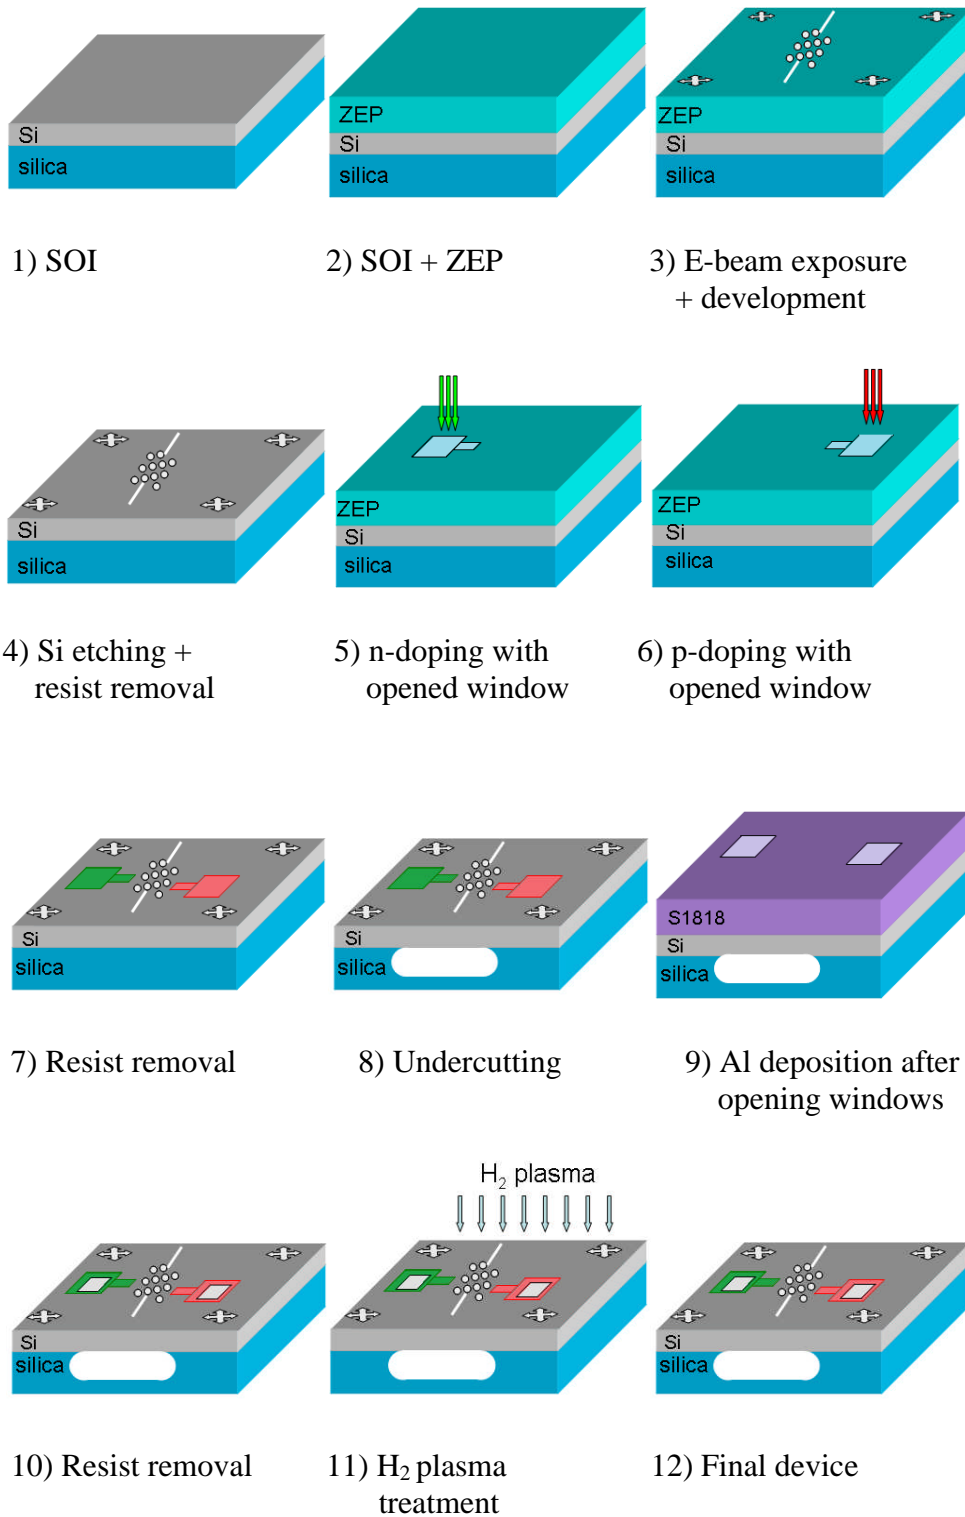 Si
silica
ZEP
Si
silica
ZEP
Si
silica
1) SOI
2) SOI + ZEP
3) E-beam exposure
+ development
Si
silica
ZEP
Si
silica
ZEP
Si
silica
4) Si etching +
resist removal
5) n-doping with
opened window
6) p-doping with
opened window
Si
silica
Si
silica
S1818
Si
silica
7) Resist removal
8) Undercutting
9) Al deposition after
opening windows
H₂ plasma
Si
silica
Si
silica
10) Resist removal
11) H₂ plasma
treatment
12) Final device